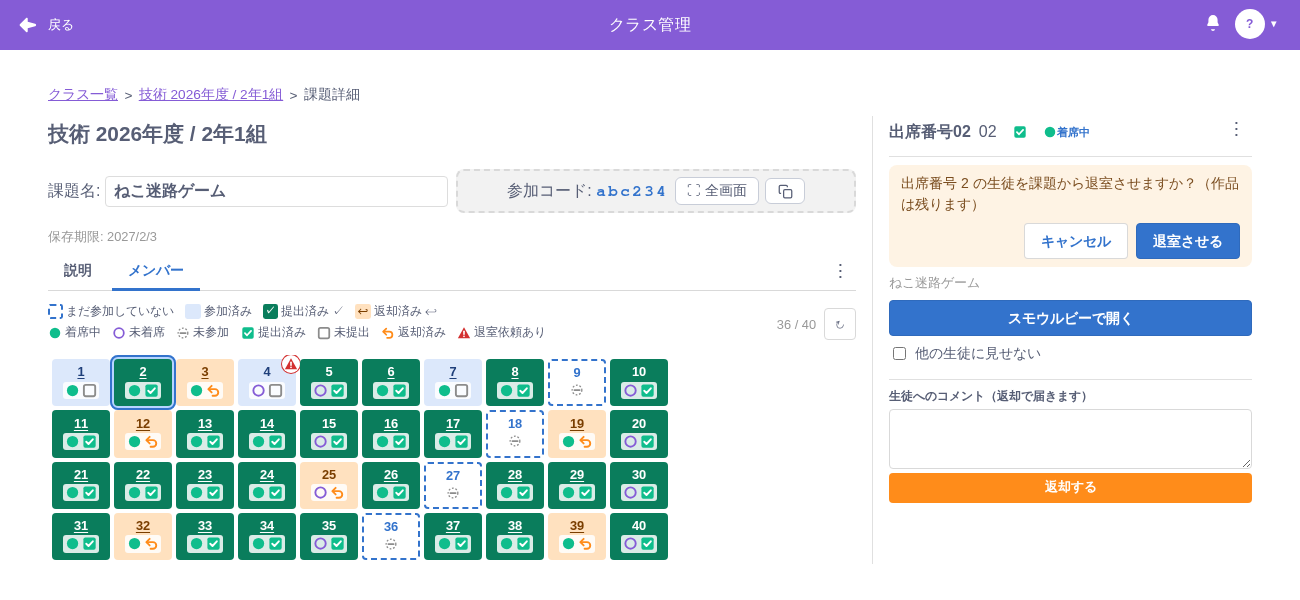 戻る
クラス管理
?
クラス一覧 > 技術 2026年度 / 2年1組 > 課題詳細
技術 2026年度 / 2年1組
課題名: ねこ迷路ゲーム
参加コード: abc234 全画面
保存期限: 2027/2/3
説明 メンバー
まだ参加していない 参加済み 提出済み ✓ 返却済み ↩
着席中 未着席 未参加 提出済み 未提出 返却済み 退室依頼あり
36 / 40
1 2 3 4 5 6 7 8 9 10
11 12 13 14 15 16 17 18 19 20
21 22 23 24 25 26 27 28 29 30
31 32 33 34 35 36 37 38 39 40
出席番号02 02 着席中
出席番号 2 の生徒を課題から退室させますか？（作品
は残ります）
キャンセル 退室させる
ねこ迷路ゲーム
スモウルビーで開く
他の生徒に見せない
生徒へのコメント（返却で届きます）
返却する